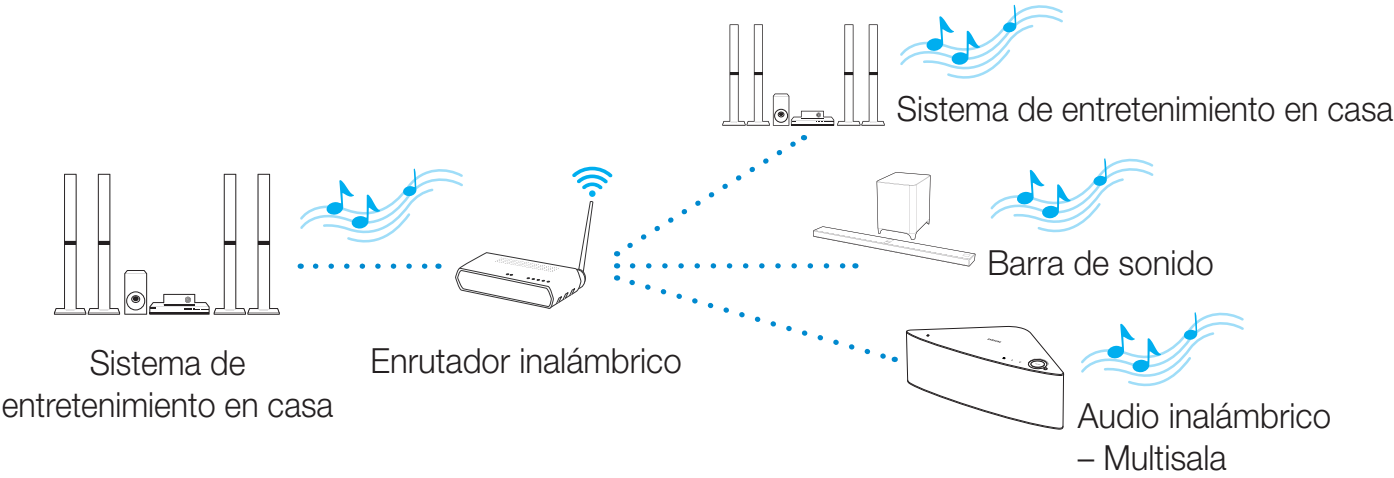 Sistema de entretenimiento en casa
Barra de sonido
Sistema de
entretenimiento en casa
Enrutador inalámbrico
Audio inalámbrico
– Multisala